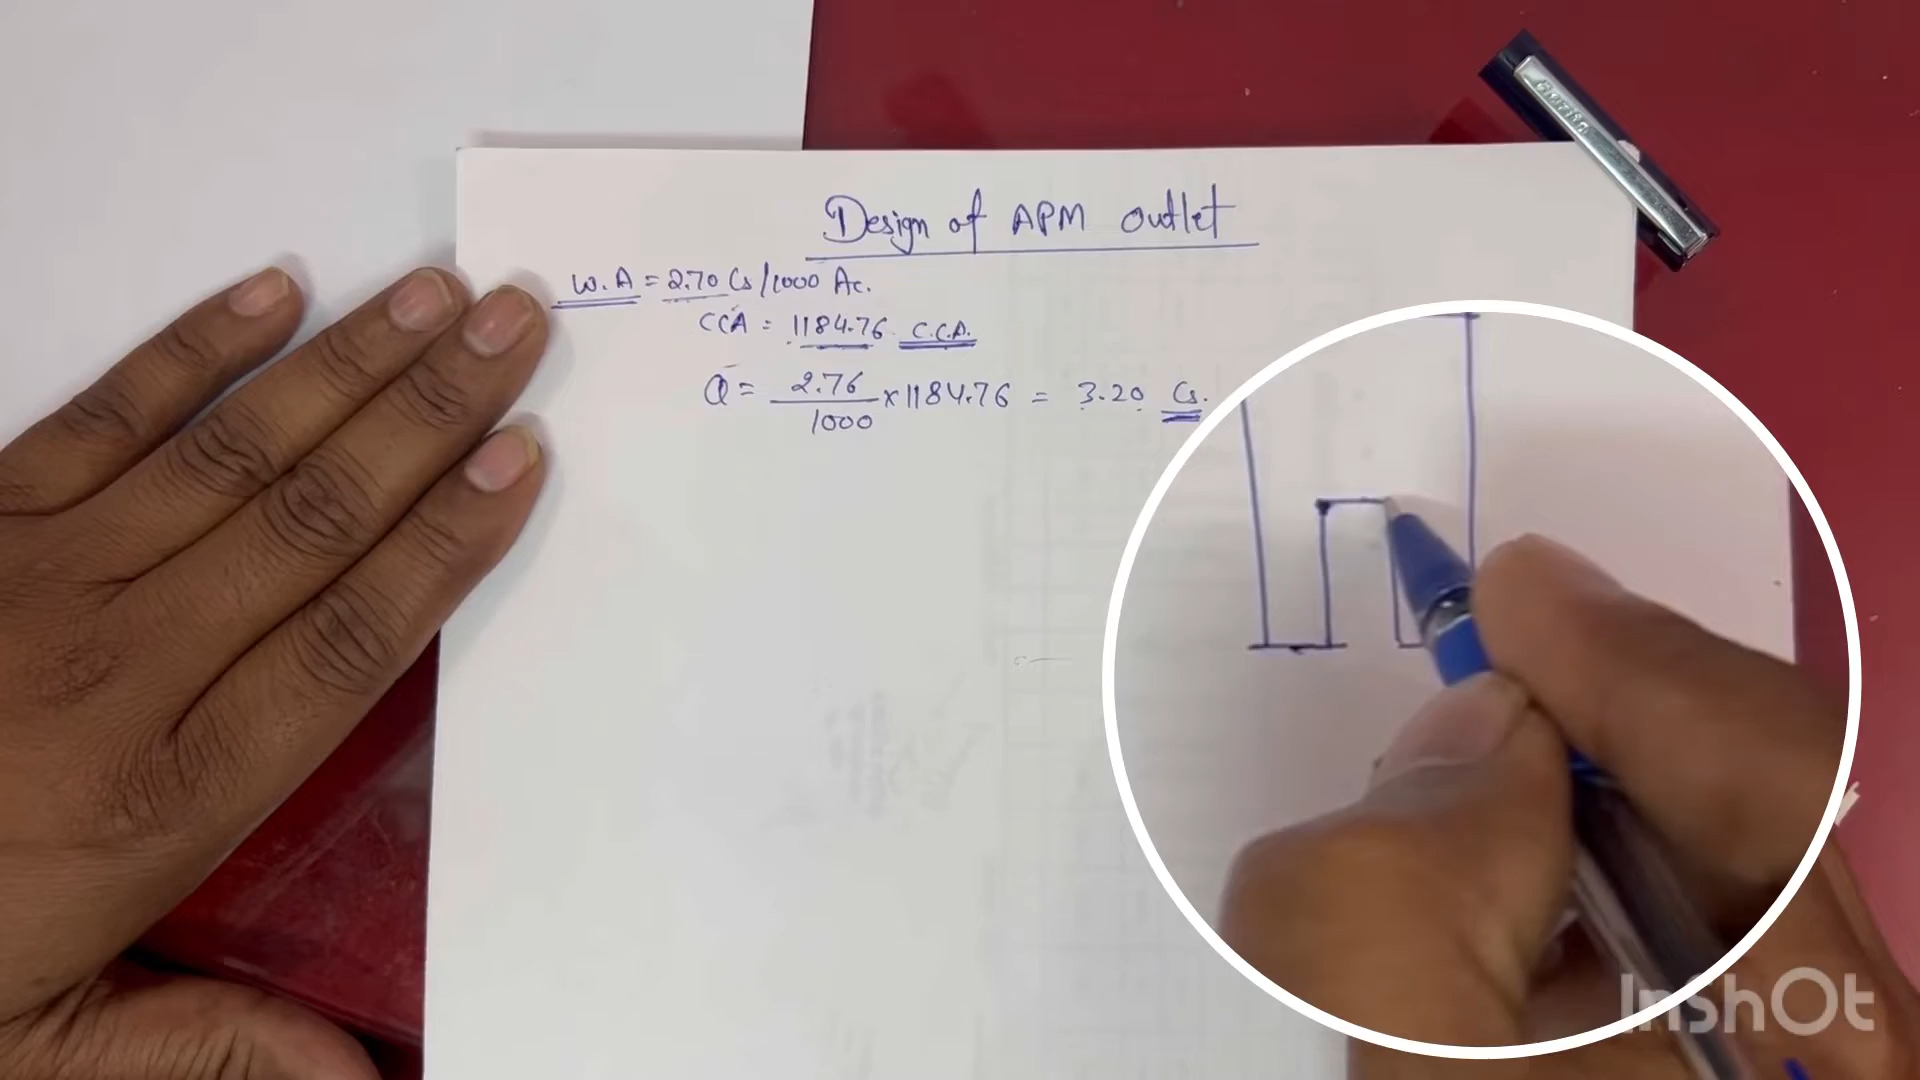 Design of APM outlet
W.A = 2.70 Cs/1000 Ac.
CCA = 1184.76 C.C.A.
Q = 2.76/1000 x 1184.76 = 3.20 Cs.
InShOt